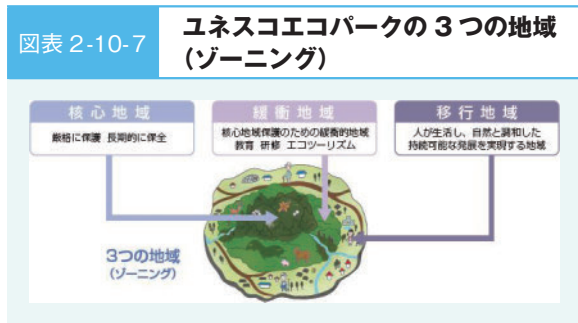 図表 2-10-7
ユネスコエコパークの 3 つの地域
(ゾーニング)
核心地域
厳格に保護 長期的に保全
緩衝地域
核心地域保護のための緩衝的地域
教育 研修 エコツーリズム
移行地域
人が生活し、自然と調和した
持続可能な発展を実現する地域
3つの地域
(ゾーニング)